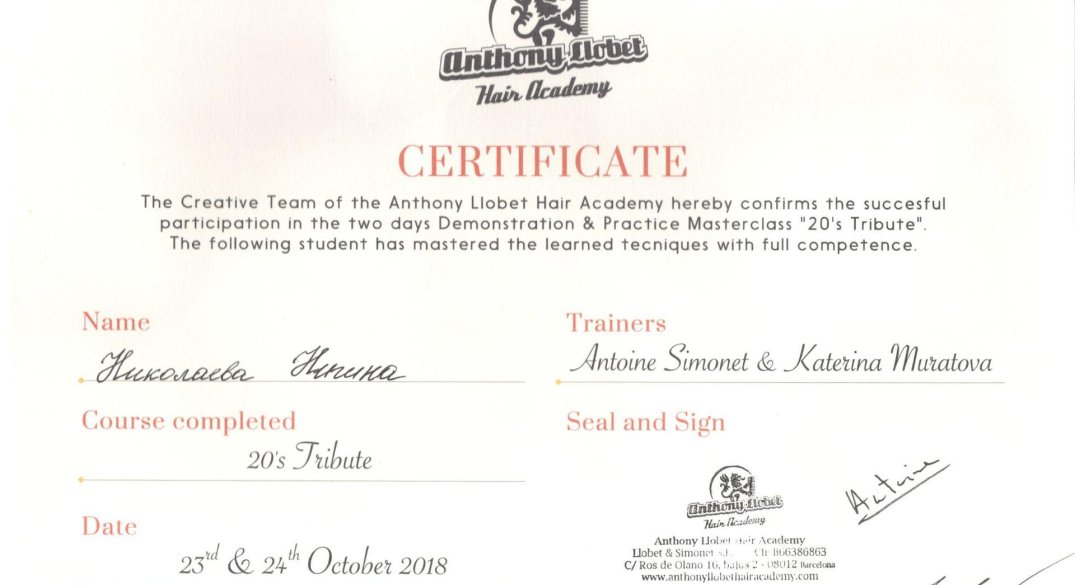 Anthony Llobet
Hair Academy
CERTIFICATE
The Creative Team of the Anthony Llobet Hair Academy hereby confirms the succesful
participation in the two days Demonstration & Practice Masterclass "20's Tribute".
The following student has mastered the learned tecniques with full competence.
Name
Николаева
Trainers
Antoine Simonet & Katerina Muratova
Course completed
20's Tribute
Seal and Sign
Date
23rd & 24th October 2018
Anthony Llobet
Hair Academy
Antoine
Anthony Llobet Hair Academy
Llobet & Simonet s.l. B66386863
C/ Ros de Olano 16, bajos 2 - 08012 Barcelona
www.anthonyllobethairacademy.com